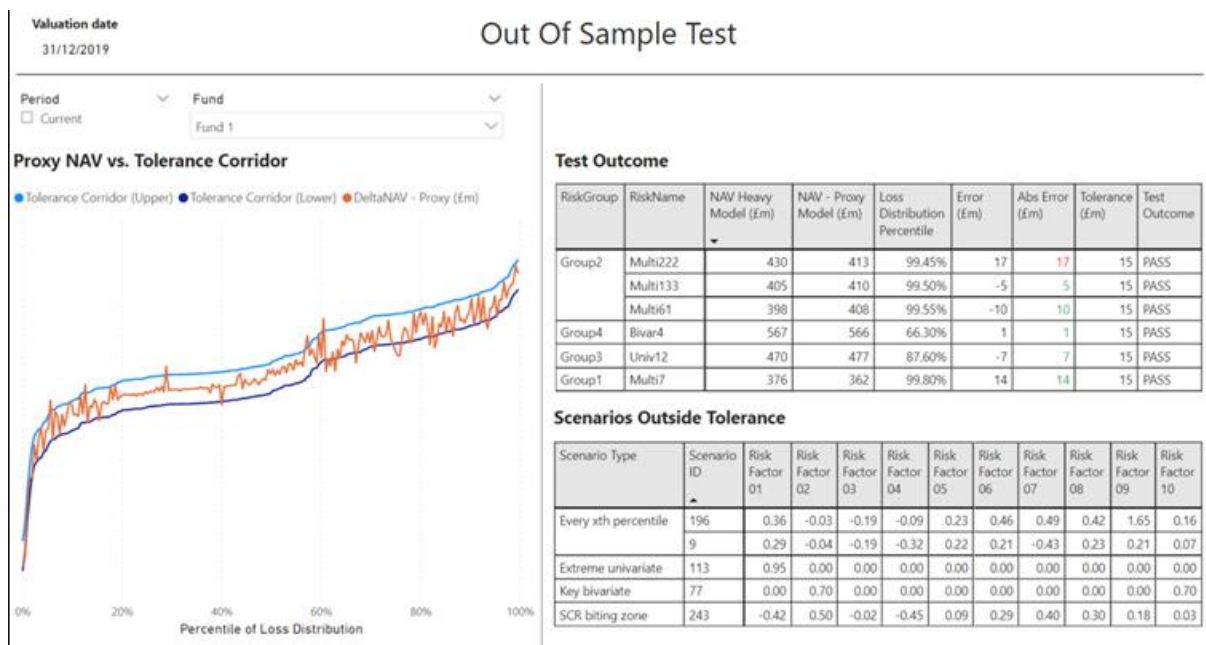 Valuation date
31/12/2019
Out Of Sample Test
Period
Fund
Current
Fund 1
Proxy NAV vs. Tolerance Corridor
Tolerance Corridor (Upper) Tolerance Corridor (Lower) DeltaNAV - Proxy (£m)
0% 20% 40% 60% 80% 100%
Percentile of Loss Distribution
Test Outcome
RiskGroup RiskName NAV Heavy Model (£m) NAV - Proxy Model (£m) Loss Distribution Percentile Error (£m) Abs Error (£m) Tolerance (£m) Test Outcome
Group2 Multi222 430 413 99.45% 17 17 15 PASS
Multi133 405 410 99.50% -5 5 15 PASS
Multi61 398 408 99.55% -10 10 15 PASS
Group4 Bivar4 567 566 66.30% 1 1 15 PASS
Group3 Univ12 470 477 87.60% -7 7 15 PASS
Group1 Multi7 376 362 99.80% 14 14 15 PASS
Scenarios Outside Tolerance
Scenario Type Scenario ID Risk Factor 01 Risk Factor 02 Risk Factor 03 Risk Factor 04 Risk Factor 05 Risk Factor 06 Risk Factor 07 Risk Factor 08 Risk Factor 09 Risk Factor 10
Every xth percentile 196 0.36 -0.03 -0.19 -0.09 0.23 0.46 0.49 0.42 1.65 0.16
9 0.29 -0.04 -0.19 -0.32 0.22 0.21 -0.43 0.23 0.21 0.07
Extreme univariate 113 0.95 0.00 0.00 0.00 0.00 0.00 0.00 0.00 0.00 0.00
Key bivariate 77 0.00 0.70 0.00 0.00 0.00 0.00 0.00 0.00 0.00 0.70
SCR biting zone 243 -0.42 0.50 -0.02 -0.45 0.09 0.29 0.40 0.30 0.18 0.03